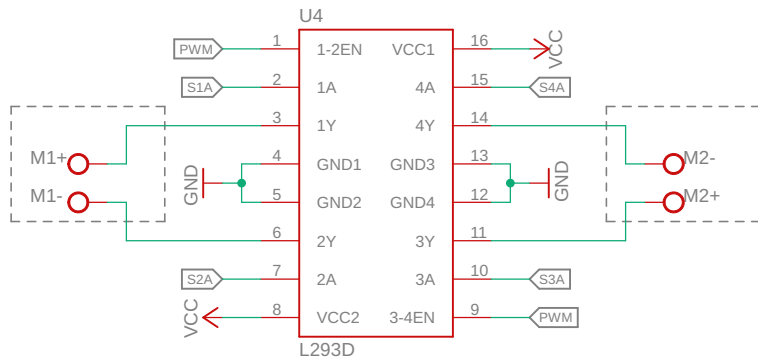 U4
PWM 1 1-2EN VCC1 16 VCC
S1A 2 1A 4A 15 S4A
3 1Y 4Y 14
M1+ 4 GND1 GND3 13 M2-
GND GND
M1- 5 GND2 GND4 12 M2+
6 2Y 3Y 11
S2A 7 2A 3A 10 S3A
VCC 8 VCC2 3-4EN 9 PWM
L293D